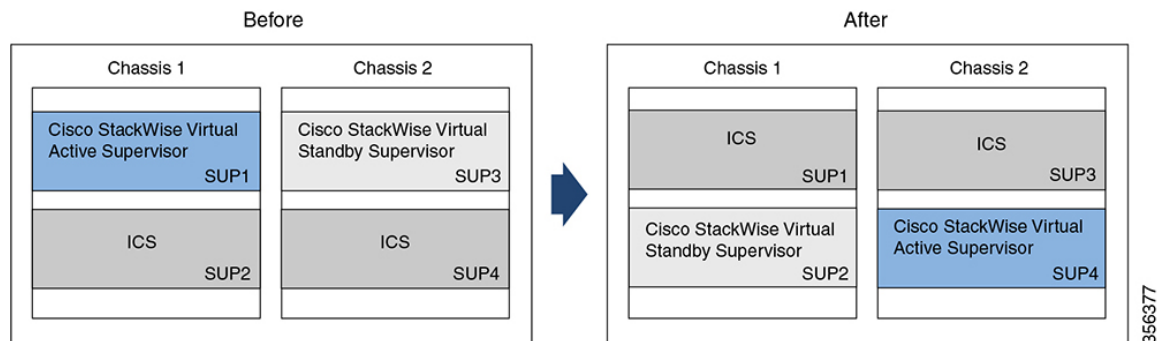 Before
Chassis 1
Chassis 2
Cisco StackWise Virtual
Active Supervisor
SUP1
Cisco StackWise Virtual
Standby Supervisor
SUP3
ICS
SUP2
ICS
SUP4
After
Chassis 1
Chassis 2
ICS
SUP1
ICS
SUP3
Cisco StackWise Virtual
Standby Supervisor
SUP2
Cisco StackWise Virtual
Active Supervisor
SUP4
356377